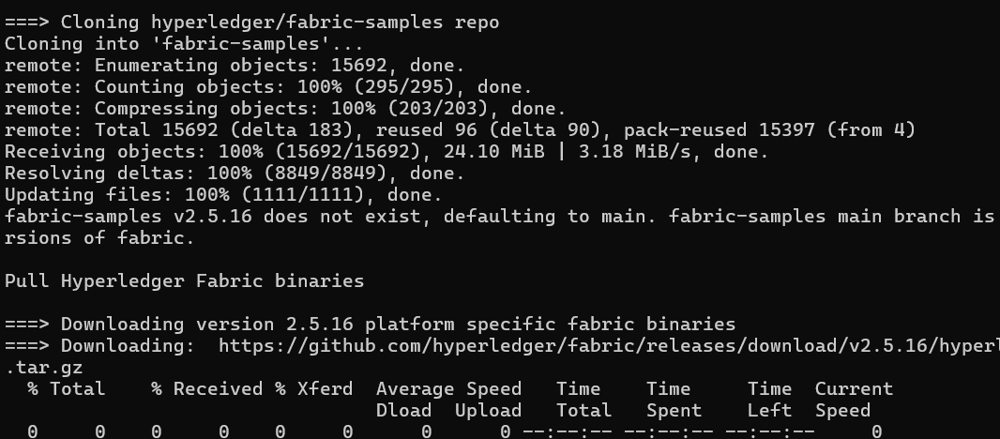 ===> Cloning hyperledger/fabric-samples repo
Cloning into 'fabric-samples'...
remote: Enumerating objects: 15692, done.
remote: Counting objects: 100% (295/295), done.
remote: Compressing objects: 100% (203/203), done.
remote: Total 15692 (delta 183), reused 96 (delta 90), pack-reused 15397 (from 4)
Receiving objects: 100% (15692/15692), 24.10 MiB | 3.18 MiB/s, done.
Resolving deltas: 100% (8849/8849), done.
Updating files: 100% (1111/1111), done.
fabric-samples v2.5.16 does not exist, defaulting to main. fabric-samples main branch is
rsions of fabric.
Pull Hyperledger Fabric binaries
===> Downloading version 2.5.16 platform specific fabric binaries
===> Downloading:  https://github.com/hyperledger/fabric/releases/download/v2.5.16/hyperl
.tar.gz
  % Total    % Received % Xferd  Average Speed   Time    Time     Time  Current
                                 Dload  Upload   Total   Spent    Left  Speed
  0     0    0     0    0     0      0      0 --:--:-- --:--:-- --:--:--     0